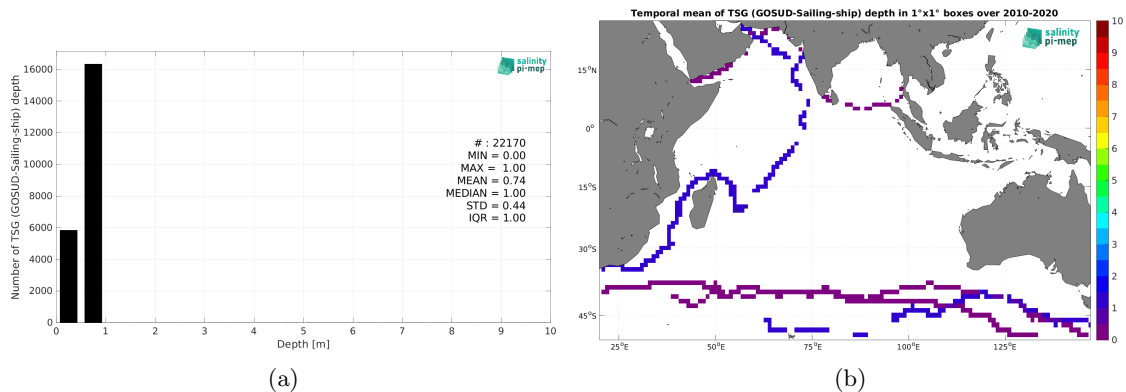 salinity
pi-mep
16000
14000
12000
10000
8000
6000
4000
2000
0
Number of TSG (GOSUD-Sailing-ship) depth
# : 22170
MIN = 0.00
MAX = 1.00
MEAN = 0.74
MEDIAN = 1.00
STD = 0.44
IQR = 1.00
0 1 2 3 4 5 6 7 8 9 10
Depth [m]
(a)
Temporal mean of TSG (GOSUD-Sailing-ship) depth in 1°x1° boxes over 2010-2020
salinity
pi-mep
15°N
0°
15°S
30°S
45°S
25°E 50°E 75°E 100°E 125°E
10
9
8
7
6
5
4
3
2
1
0
(b)